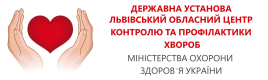 ДЕРЖАВНА УСТАНОВА
ЛЬВІВСЬКИЙ ОБЛАСНИЙ ЦЕНТР
КОНТРОЛЮ ТА ПРОФІЛАКТИКИ
ХВОРОБ
МІНІСТЕРСТВА ОХОРОНИ
ЗДОРОВ`Я УКРАЇНИ